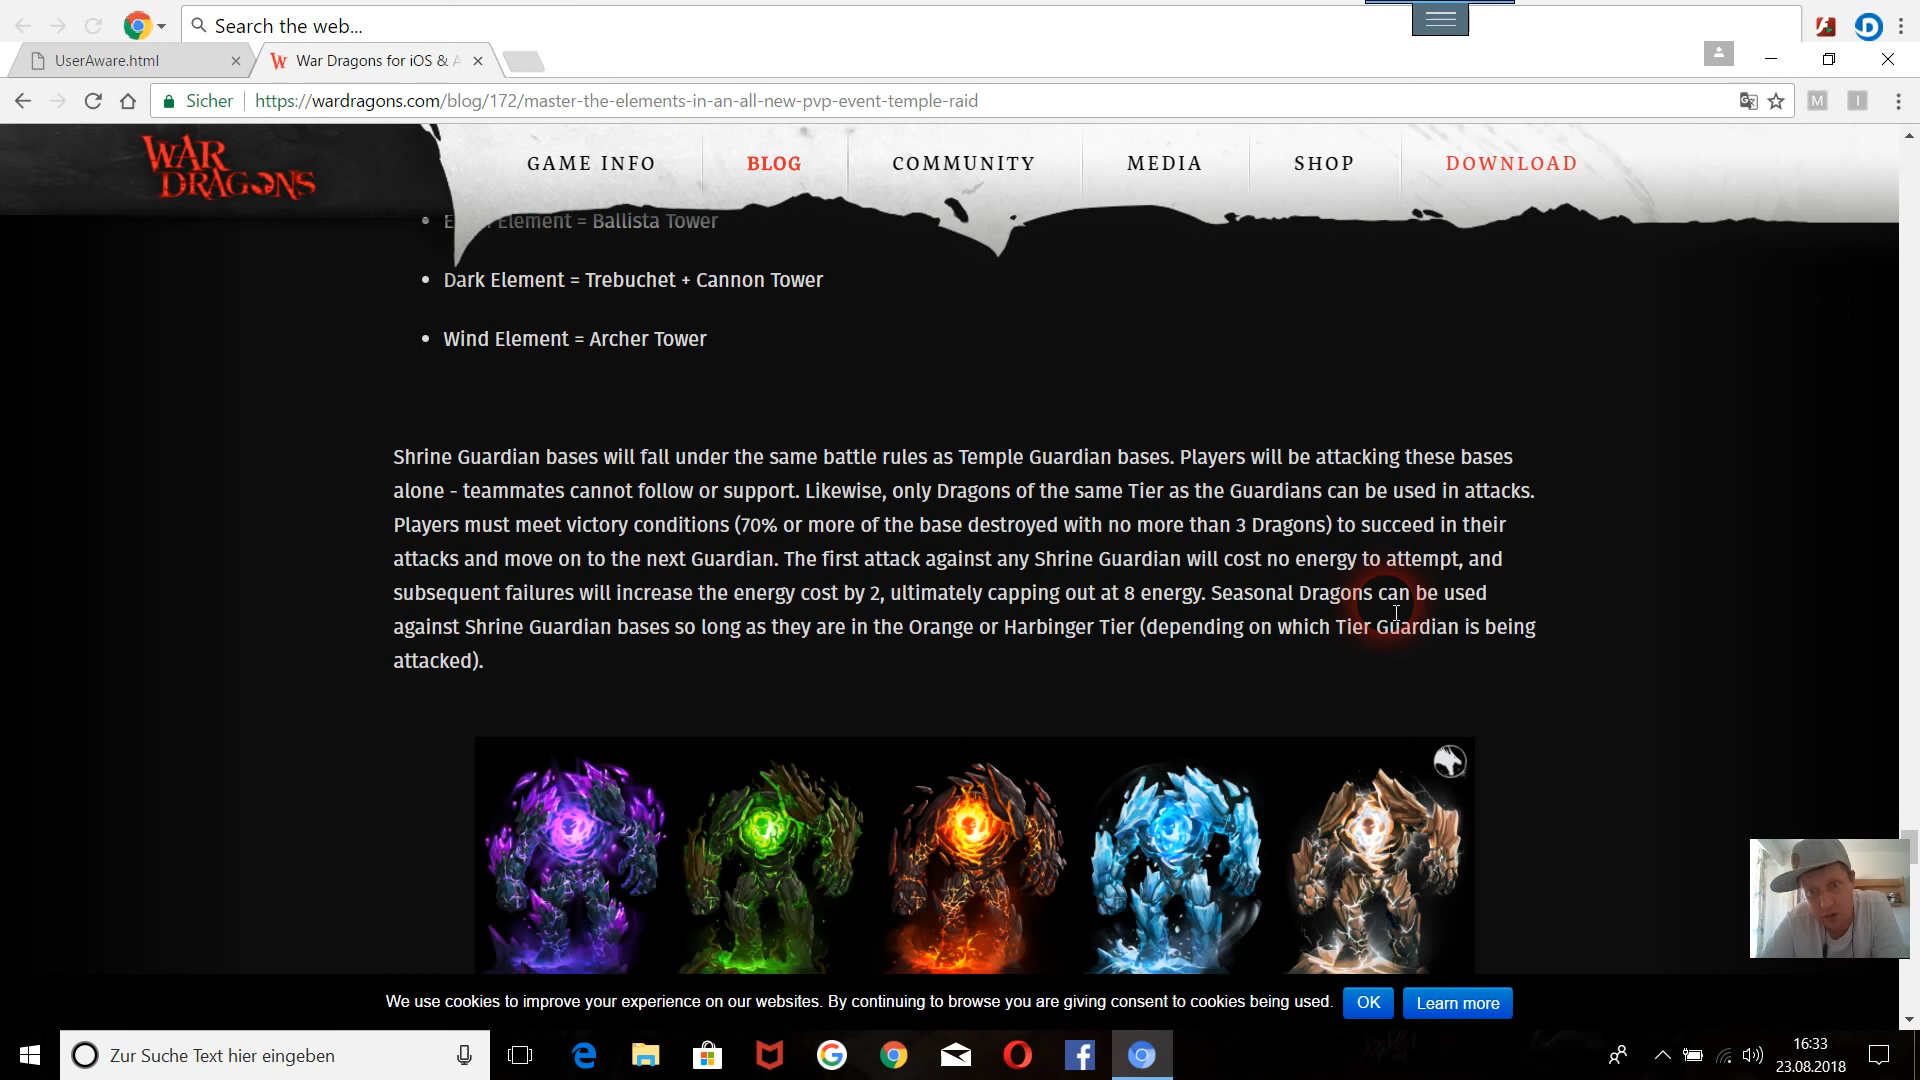 Search the web...
UserAware.html
War Dragons for iOS & A
Sicher
https://wardragons.com/blog/172/master-the-elements-in-an-all-new-pvp-event-temple-raid
M
I
WAR DRAGONS
GAME INFO
BLOG
COMMUNITY
MEDIA
SHOP
DOWNLOAD
Element = Ballista Tower
Dark Element = Trebuchet + Cannon Tower
Wind Element = Archer Tower
Shrine Guardian bases will fall under the same battle rules as Temple Guardian bases. Players will be attacking these bases
alone - teammates cannot follow or support. Likewise, only Dragons of the same Tier as the Guardians can be used in attacks.
Players must meet victory conditions (70% or more of the base destroyed with no more than 3 Dragons) to succeed in their
attacks and move on to the next Guardian. The first attack against any Shrine Guardian will cost no energy to attempt, and
subsequent failures will increase the energy cost by 2, ultimately capping out at 8 energy. Seasonal Dragons can be used
against Shrine Guardian bases so long as they are in the Orange or Harbinger Tier (depending on which Tier Guardian is being
attacked).
We use cookies to improve your experience on our websites. By continuing to browse you are giving consent to cookies being used.
OK
Learn more
Zur Suche Text hier eingeben
16:33
23.08.2018